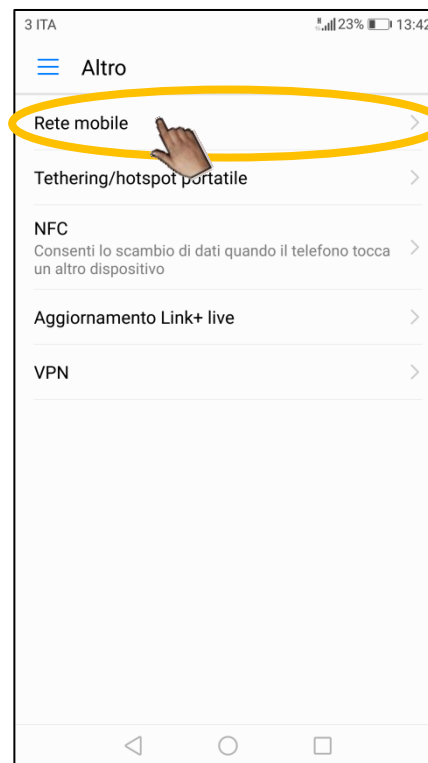 3 ITA 23% 13:42
Altro
Rete mobile
Tethering/hotspot portatile
NFC
Consenti lo scambio di dati quando il telefono tocca
un altro dispositivo
Aggiornamento Link+ live
VPN